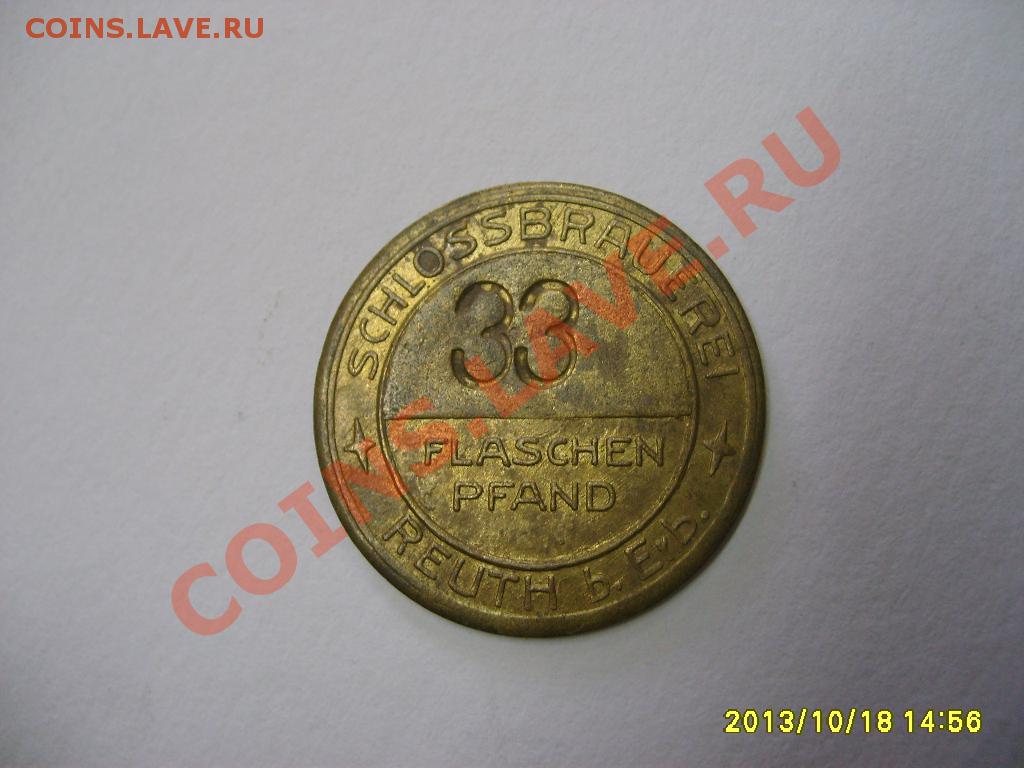 COINS.LAVE.RU
SCHLOSSBRAUEREI
33
FLASCHEN
PFAND
REUTH b. E.b.
COINS.LAVE.RU
2013/10/18 14:56